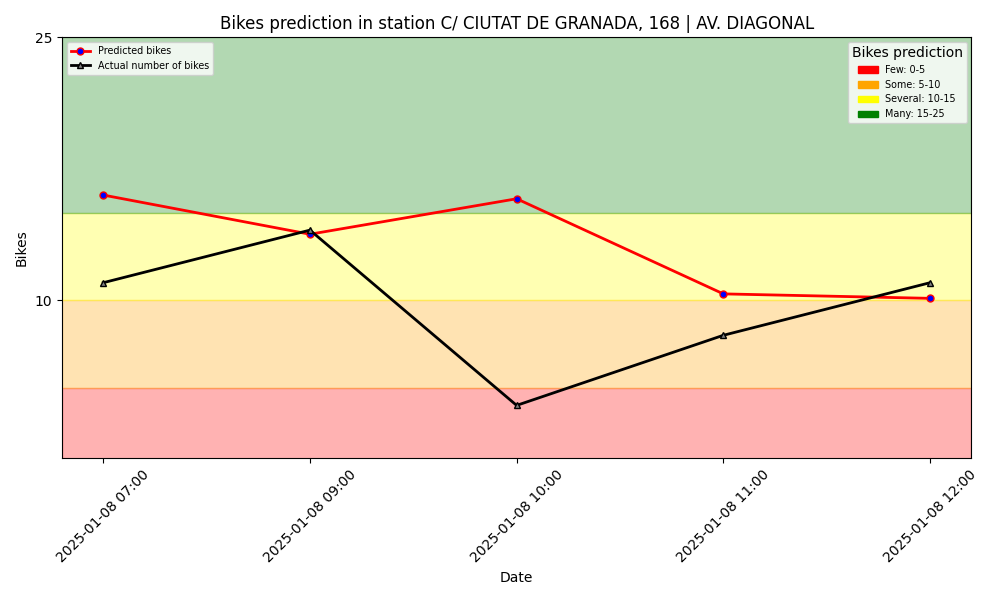 Bikes prediction in station C/ CIUTAT DE GRANADA, 168 | AV. DIAGONAL
25
10
Bikes
Predicted bikes
Actual number of bikes
Bikes prediction
Few: 0-5
Some: 5-10
Several: 10-15
Many: 15-25
2025-01-08 07:00
2025-01-08 09:00
2025-01-08 10:00
2025-01-08 11:00
2025-01-08 12:00
Date